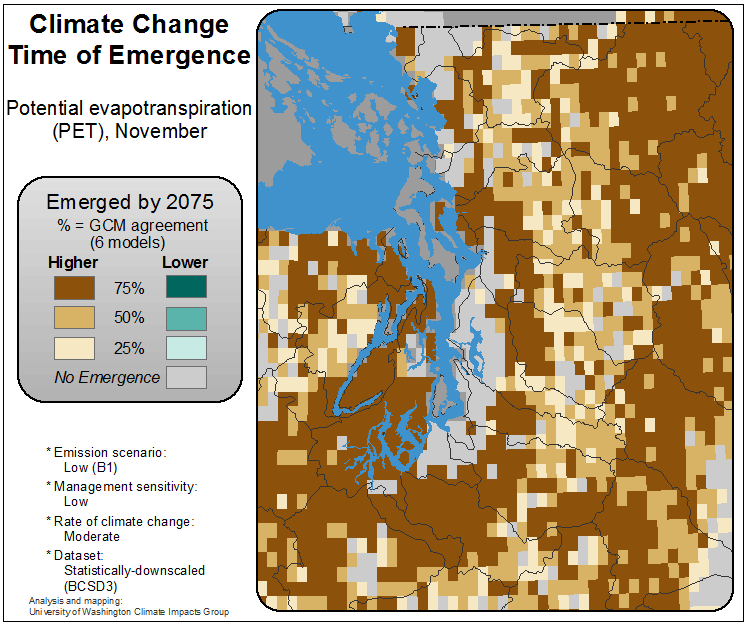 Climate Change
Time of Emergence
Potential evapotranspiration
(PET), November
Emerged by 2075
% = GCM agreement
(6 models)
Higher Lower
75%
50%
25%
No Emergence
* Emission scenario:
Low (B1)
* Management sensitivity:
Low
* Rate of climate change:
Moderate
* Dataset:
Statistically-downscaled
(BCSD3)
Analysis and mapping:
University of Washington Climate Impacts Group